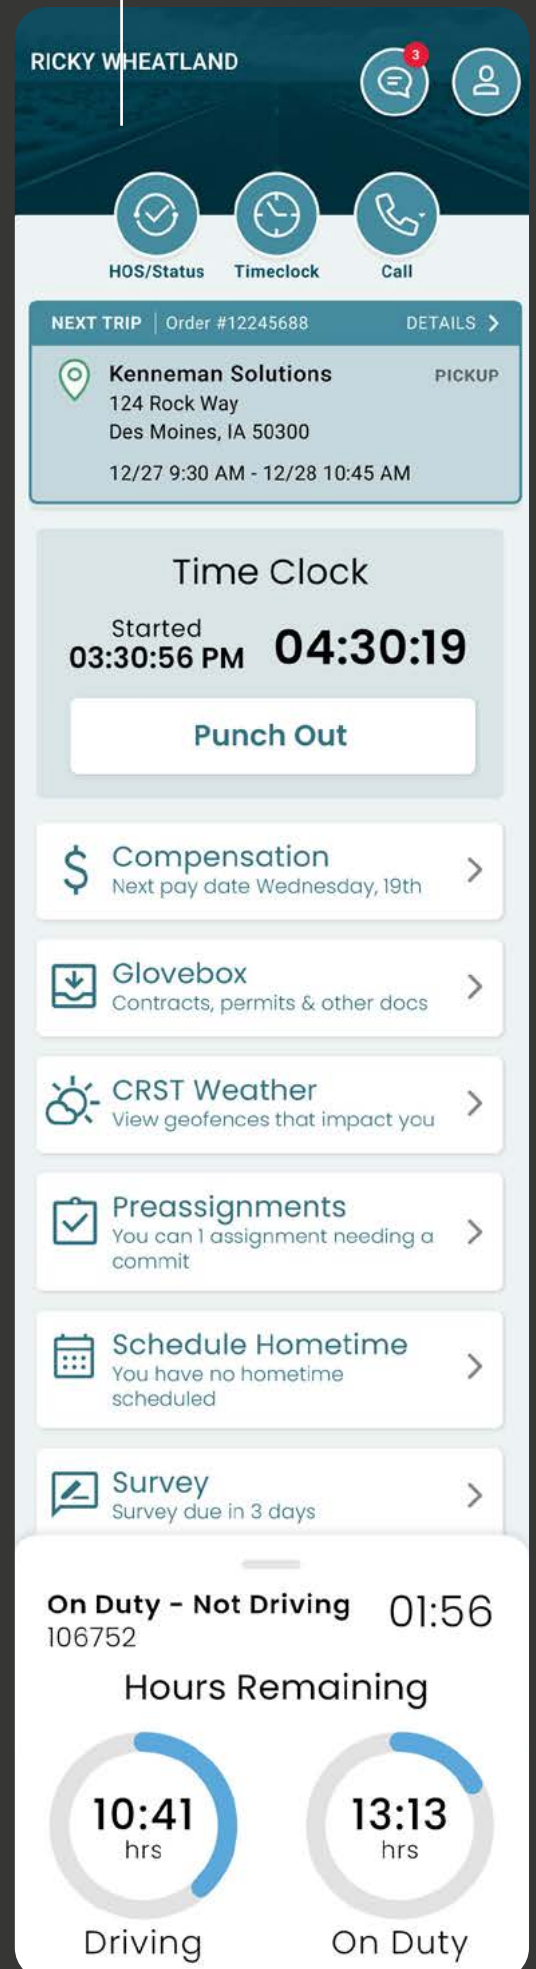 RICKY WHEATLAND
3
HOS/Status Timeclock Call
NEXT TRIP | Order #12245688 DETAILS
Kenneman Solutions PICKUP
124 Rock Way
Des Moines, IA 50300
12/27 9:30 AM - 12/28 10:45 AM
Time Clock
Started
03:30:56 PM 04:30:19
Punch Out
Compensation
Next pay date Wednesday, 19th
Glovebox
Contracts, permits & other docs
CRST Weather
View geofences that impact you
Preassignments
You can 1 assignment needing a
commit
Schedule Hometime
You have no hometime
scheduled
Survey
Survey due in 3 days
On Duty - Not Driving 01:56
106752
Hours Remaining
10:41 13:13
hrs hrs
Driving On Duty